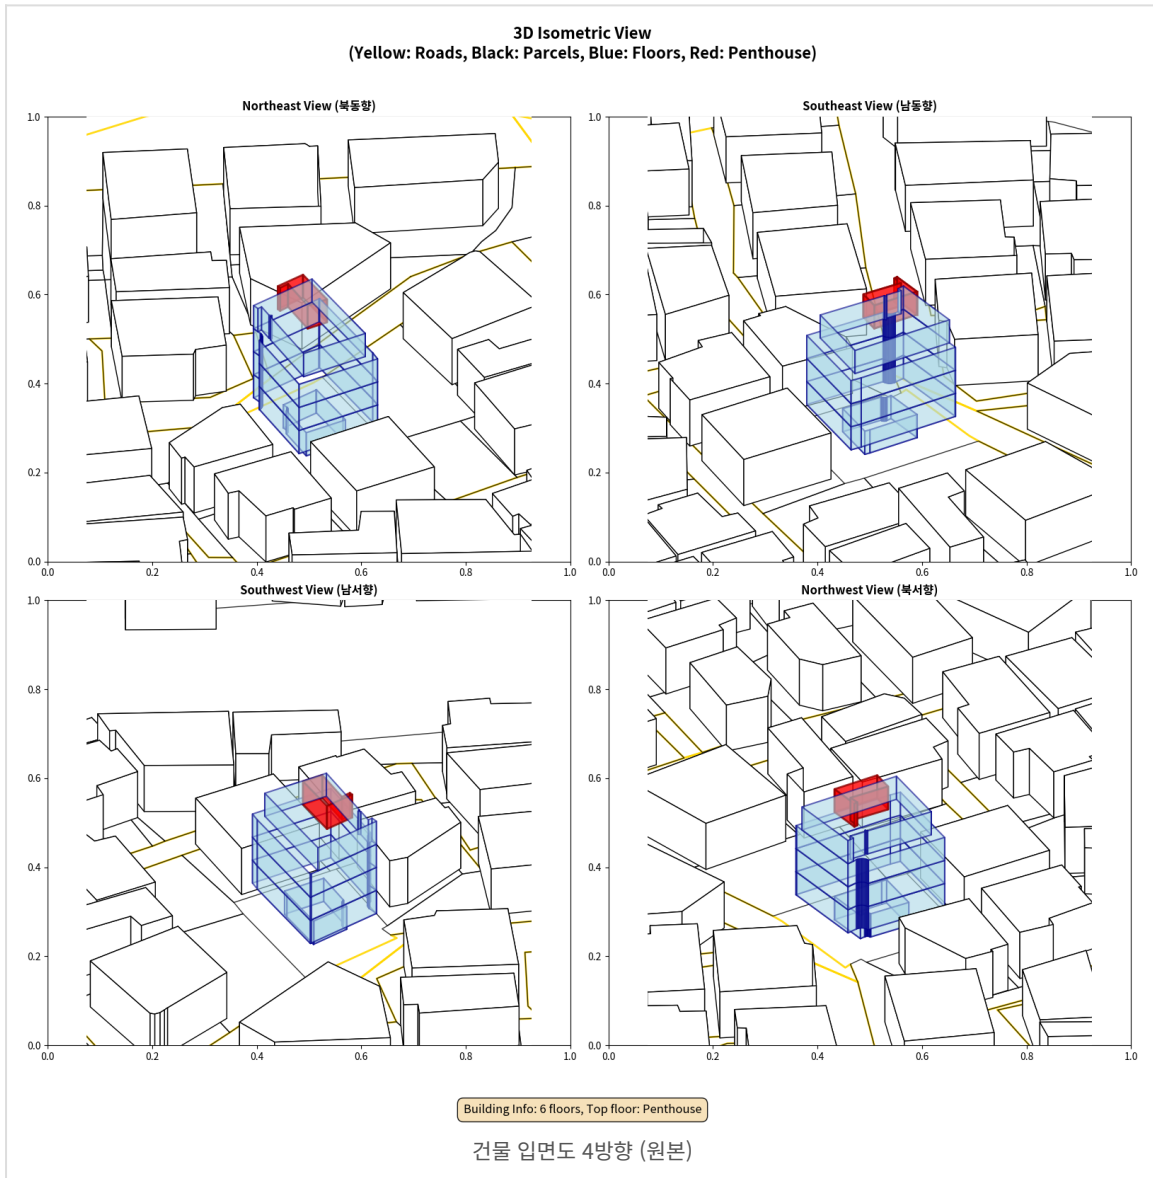 3D Isometric View
(Yellow: Roads, Black: Parcels, Blue: Floors, Red: Penthouse)
Northeast View (북동향)
1.0
0.8
0.6
0.4
0.2
0.0
0.0 0.2 0.4 0.6 0.8 1.0
Southeast View (남동향)
1.0
0.8
0.6
0.4
0.2
0.0
0.0 0.2 0.4 0.6 0.8 1.0
Southwest View (남서향)
1.0
0.8
0.6
0.4
0.2
0.0
0.0 0.2 0.4 0.6 0.8 1.0
Northwest View (북서향)
1.0
0.8
0.6
0.4
0.2
0.0
0.0 0.2 0.4 0.6 0.8 1.0
Building Info: 6 floors, Top floor: Penthouse
건물 입면도 4방향 (원본)